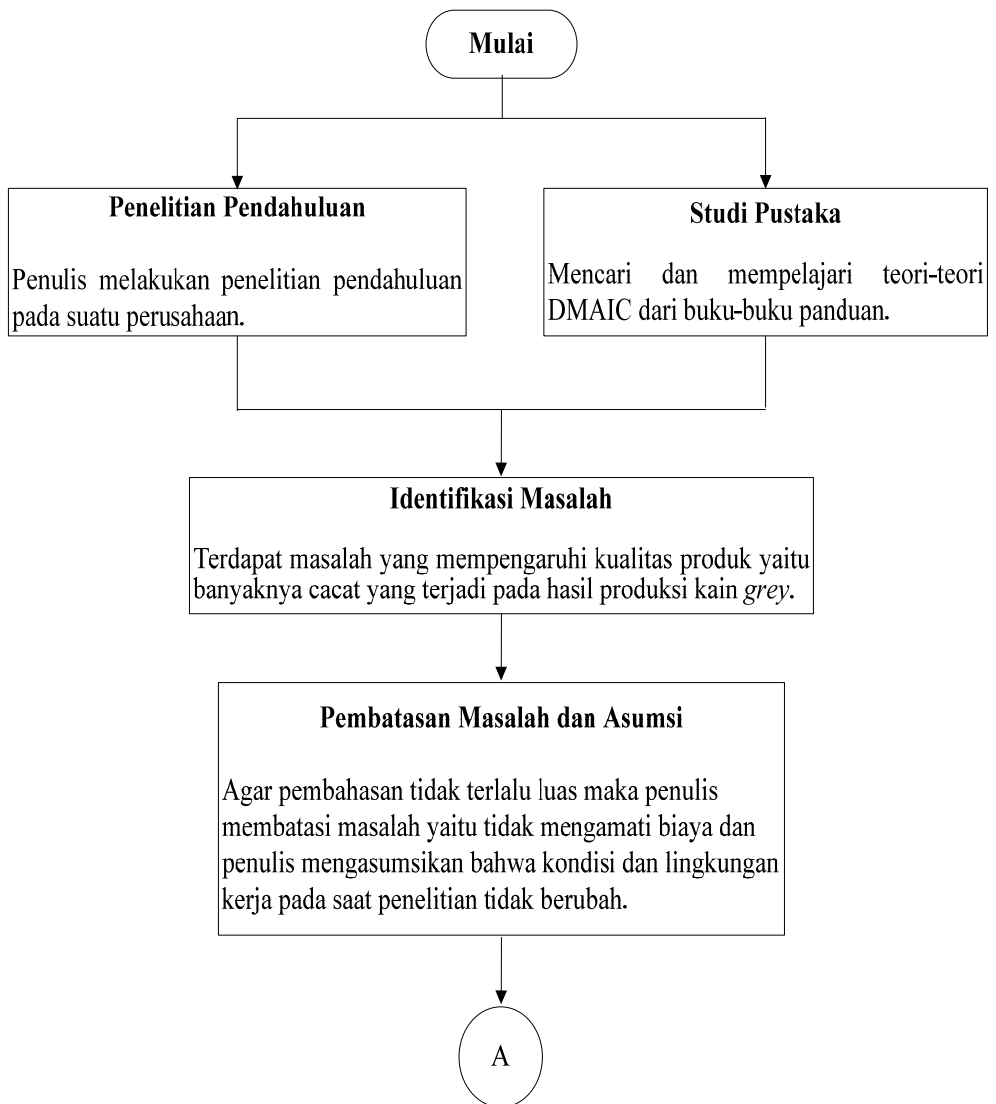 Mulai
Penelitian Pendahuluan
Penulis melakukan penelitian pendahuluan
pada suatu perusahaan.
Studi Pustaka
Mencari dan mempelajari teori-teori
DMAIC dari buku-buku panduan.
Identifikasi Masalah
Terdapat masalah yang mempengaruhi kualitas produk yaitu
banyaknya cacat yang terjadi pada hasil produksi kain grey.
Pembatasan Masalah dan Asumsi
Agar pembahasan tidak terlalu luas maka penulis
membatasi masalah yaitu tidak mengamati biaya dan
penulis mengasumsikan bahwa kondisi dan lingkungan
kerja pada saat penelitian tidak berubah.
A